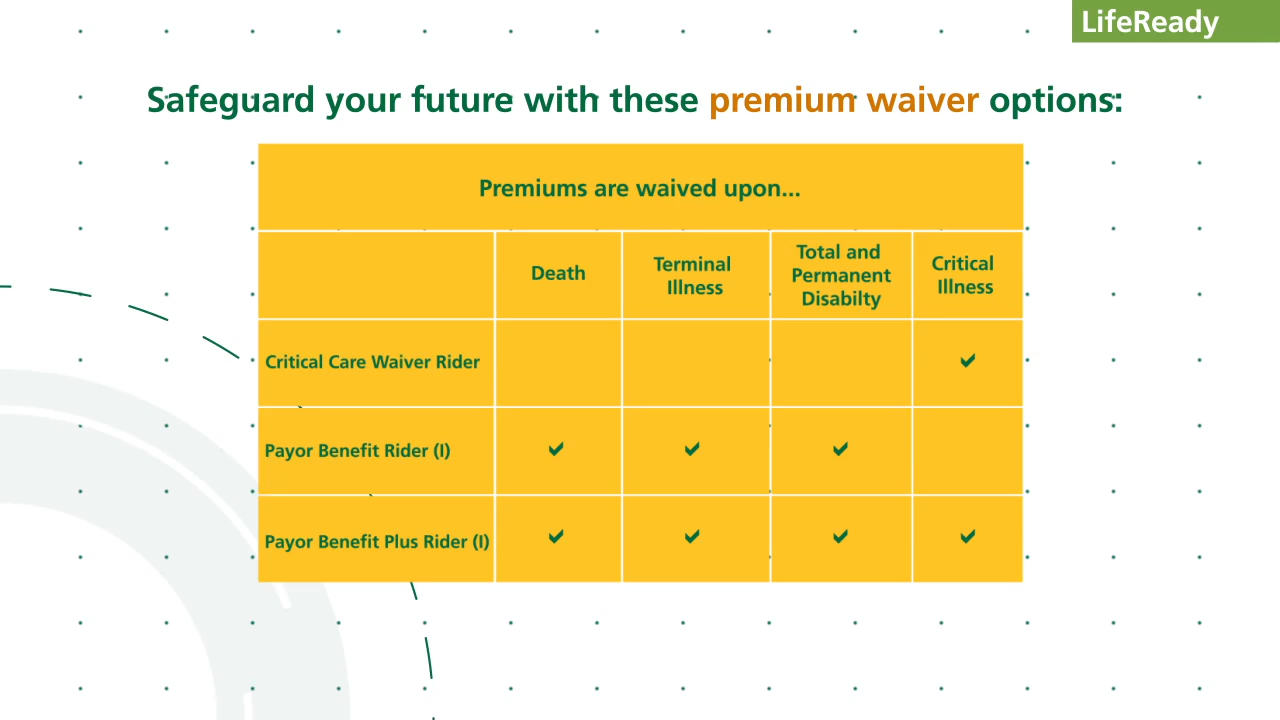 LifeReady
Safeguard your future with these premium waiver options:
Premiums are waived upon...
Death
Terminal
Illness
Total and
Permanent
Disabilty
Critical
Illness
Critical Care Waiver Rider
Payor Benefit Rider (I)
Payor Benefit Plus Rider (I)